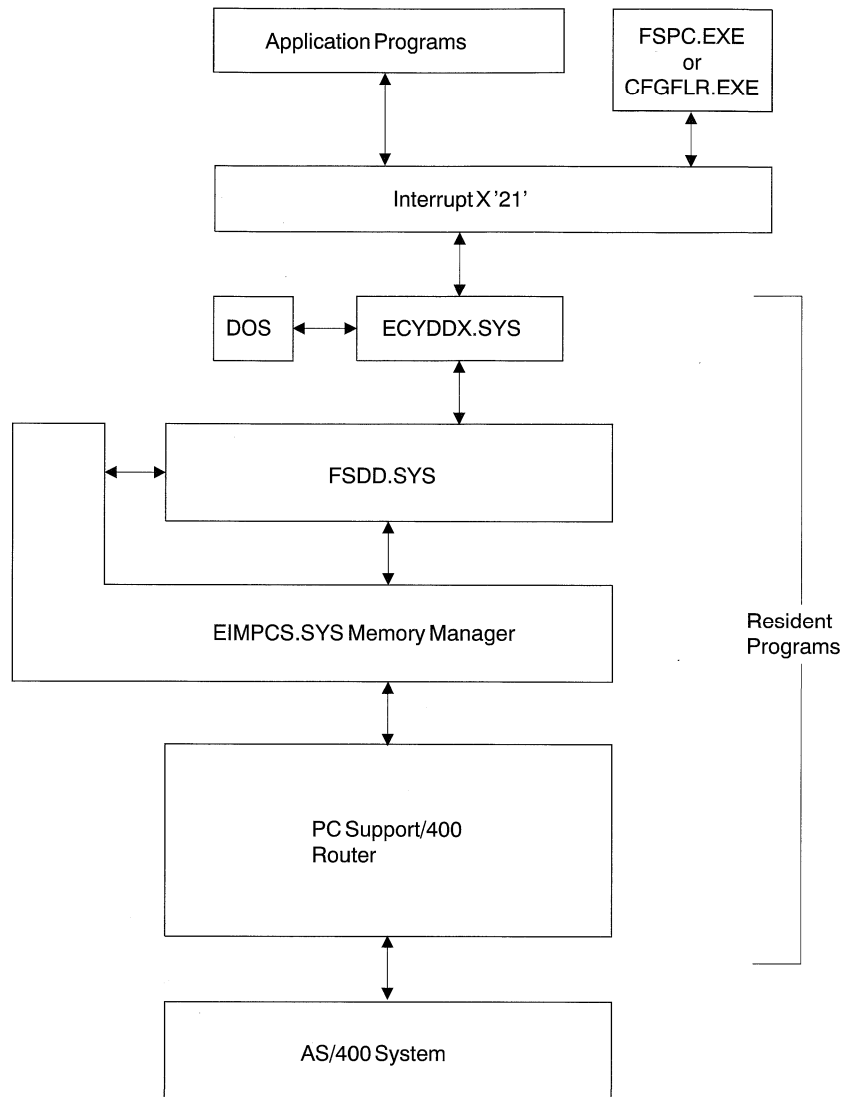 Application Programs
FSPC.EXE
or
CFGFLR.EXE
Interrupt X '21'
DOS
ECYDDX.SYS
FSDD.SYS
EIMPCS.SYS Memory Manager
Resident
Programs
PC Support/400
Router
AS/400 System